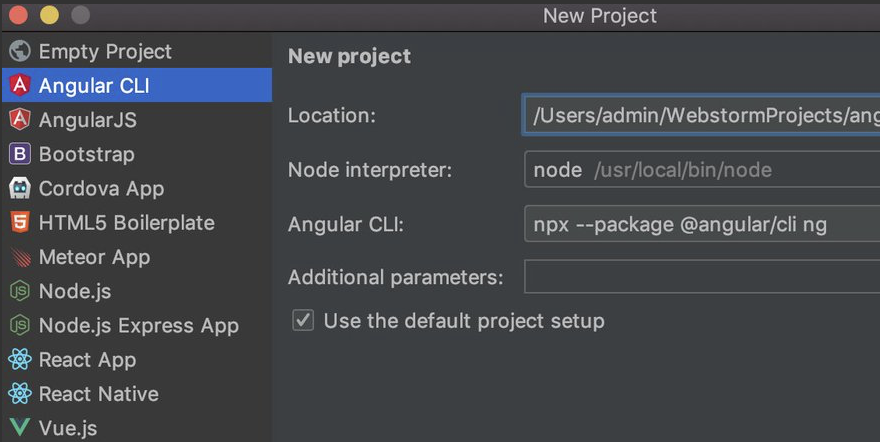 New Project
Empty Project
Angular CLI
AngularJS
Bootstrap
Cordova App
HTML5 Boilerplate
Meteor App
Node.js
Node.js Express App
React App
React Native
Vue.js
New project
Location: /Users/admin/WebstormProjects/ang
Node interpreter: node /usr/local/bin/node
Angular CLI: npx --package @angular/cli ng
Additional parameters:
Use the default project setup